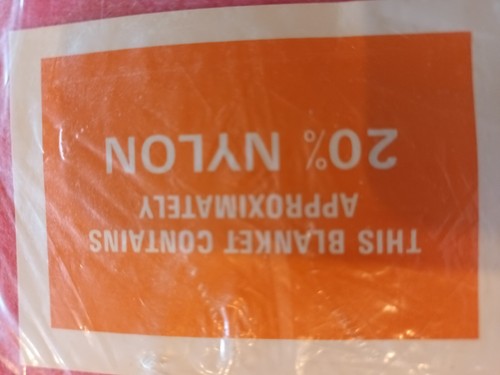 THIS BLANKET CONTAINS
APPROXIMATELY
20% NYLON